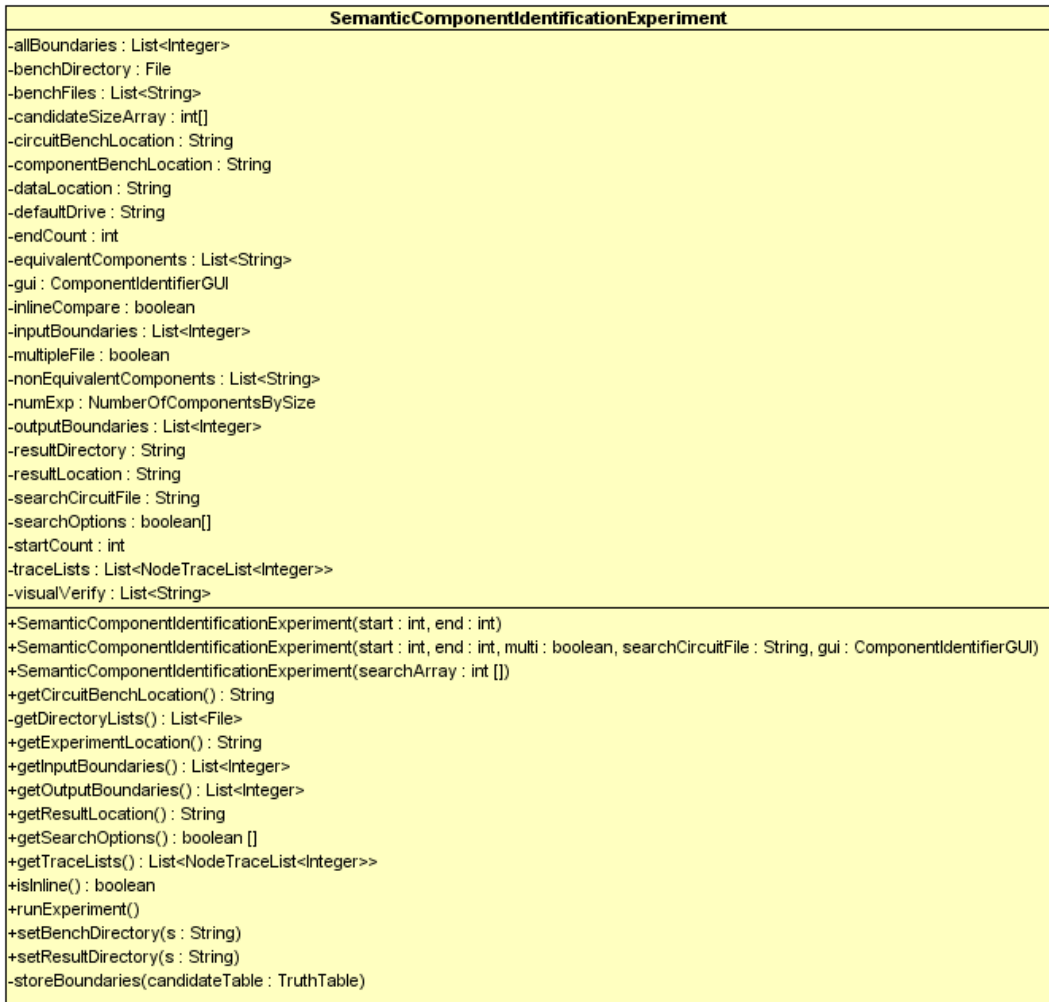 SemanticComponentIdentificationExperiment
-allBoundaries : List<Integer>
-benchDirectory : File
-benchFiles : List<String>
-candidateSizeArray : int[]
-circuitBenchLocation : String
-componentBenchLocation : String
-dataLocation : String
-defaultDrive : String
-endCount : int
-equivalentComponents : List<String>
-gui : ComponentIdentifierGUI
-inlineCompare : boolean
-inputBoundaries : List<Integer>
-multipleFile : boolean
-nonEquivalentComponents : List<String>
-numExp : NumberOfComponentsBySize
-outputBoundaries : List<Integer>
-resultDirectory : String
-resultLocation : String
-searchCircuitFile : String
-searchOptions : boolean[]
-startCount : int
-traceLists : List<NodeTraceList<Integer>>
-visualVerify : List<String>
+SemanticComponentIdentificationExperiment(start : int, end : int)
+SemanticComponentIdentificationExperiment(start : int, end : int, multi : boolean, searchCircuitFile : String, gui : ComponentIdentifierGUI)
+SemanticComponentIdentificationExperiment(searchArray : int [])
+getCircuitBenchLocation() : String
-getDirectoryLists() : List<File>
+getExperimentLocation() : String
+getInputBoundaries() : List<Integer>
+getOutputBoundaries() : List<Integer>
+getResultLocation() : String
+getSearchOptions() : boolean []
+getTraceLists() : List<NodeTraceList<Integer>>
+isInline() : boolean
+runExperiment()
+setBenchDirectory(s : String)
+setResultDirectory(s : String)
-storeBoundaries(candidateTable : TruthTable)